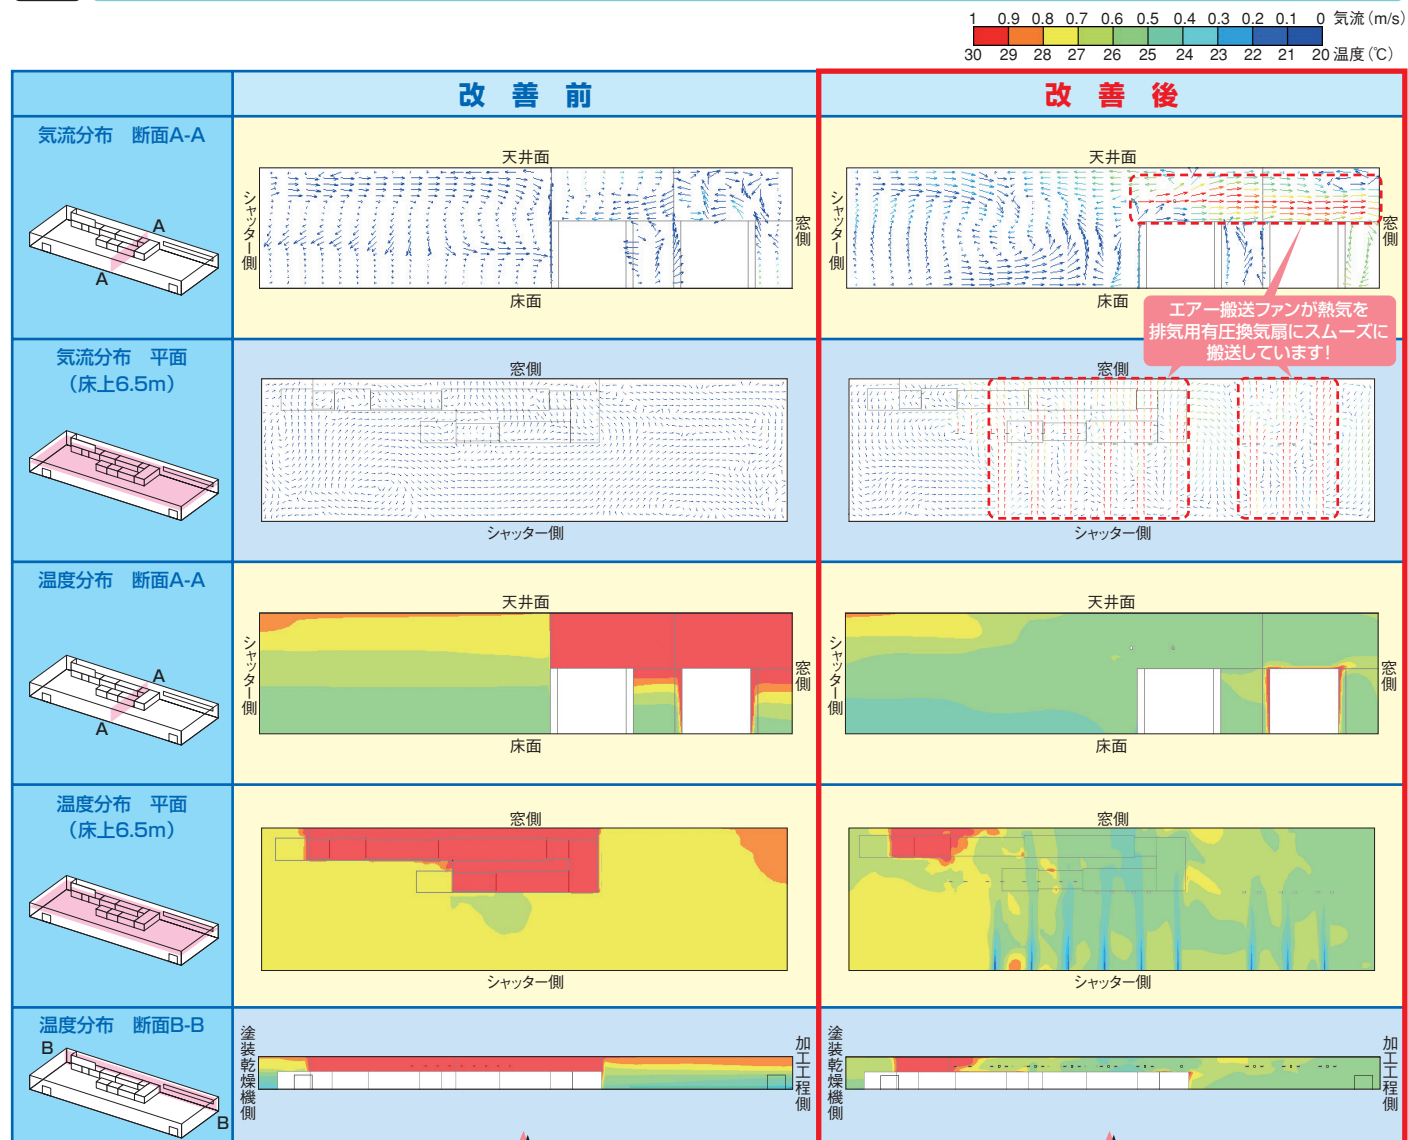 1 0.9 0.8 0.7 0.6 0.5 0.4 0.3 0.2 0.1 0 気流(m/s)
30 29 28 27 26 25 24 23 22 21 20 温度(℃)
改善前
改善後
気流分布 断面A-A
A
A
天井面
シャッター側
窓側
床面
天井面
シャッター側
窓側
床面
エアー搬送ファンが熱気を
排気用有圧換気扇にスムーズに
搬送しています!
気流分布 平面
(床上6.5m)
窓側
シャッター側
窓側
シャッター側
温度分布 断面A-A
A
A
天井面
シャッター側
窓側
床面
天井面
シャッター側
窓側
床面
温度分布 平面
(床上6.5m)
窓側
シャッター側
窓側
シャッター側
温度分布 断面B-B
B
B
塗装乾燥機側
加工工程側
塗装乾燥機側
加工工程側